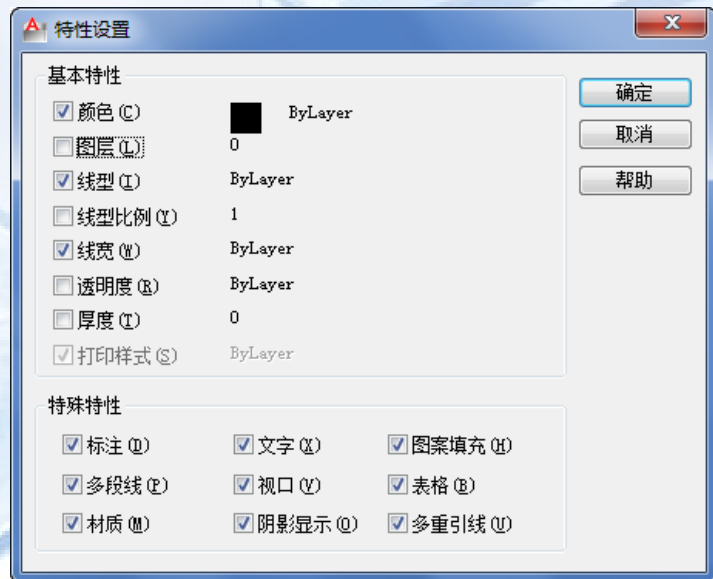 特性设置
基本特性
颜色(C) ByLayer
图层(L) 0
线型(I) ByLayer
线型比例(Y) 1
线宽(W) ByLayer
透明度(R) ByLayer
厚度(T) 0
打印样式(S) ByLayer
确定
取消
帮助
特殊特性
标注(D) 文字(X) 图案填充(H)
多段线(P) 视口(V) 表格(B)
材质(M) 阴影显示(O) 多重引线(U)